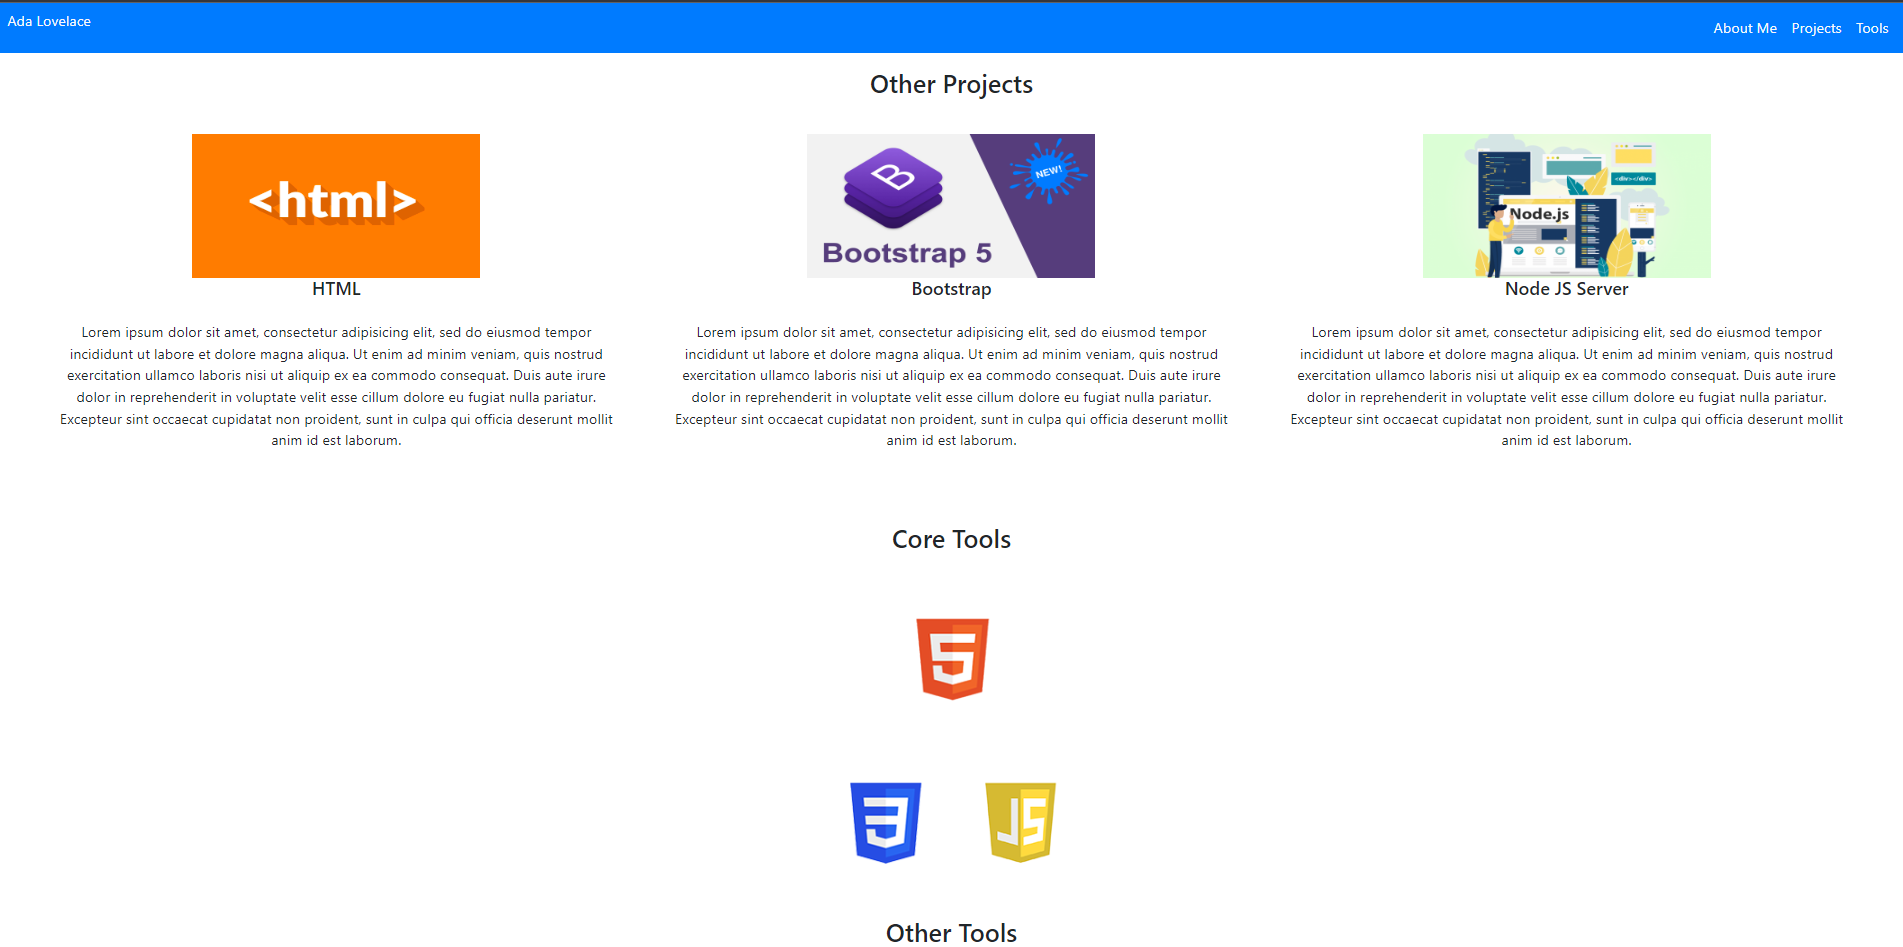 Ada Lovelace
About Me Projects Tools
Other Projects
<html>
Bootstrap 5
NEW!
Node.js
<div></div>
HTML
Bootstrap
Node JS Server
Lorem ipsum dolor sit amet, consectetur adipisicing elit, sed do eiusmod tempor
incididunt ut labore et dolore magna aliqua. Ut enim ad minim veniam, quis nostrud
exercitation ullamco laboris nisi ut aliquip ex ea commodo consequat. Duis aute irure
dolor in reprehenderit in voluptate velit esse cillum dolore eu fugiat nulla pariatur.
Excepteur sint occaecat cupidatat non proident, sunt in culpa qui officia deserunt mollit
anim id est laborum.
Lorem ipsum dolor sit amet, consectetur adipisicing elit, sed do eiusmod tempor
incididunt ut labore et dolore magna aliqua. Ut enim ad minim veniam, quis nostrud
exercitation ullamco laboris nisi ut aliquip ex ea commodo consequat. Duis aute irure
dolor in reprehenderit in voluptate velit esse cillum dolore eu fugiat nulla pariatur.
Excepteur sint occaecat cupidatat non proident, sunt in culpa qui officia deserunt mollit
anim id est laborum.
Lorem ipsum dolor sit amet, consectetur adipisicing elit, sed do eiusmod tempor
incididunt ut labore et dolore magna aliqua. Ut enim ad minim veniam, quis nostrud
exercitation ullamco laboris nisi ut aliquip ex ea commodo consequat. Duis aute irure
dolor in reprehenderit in voluptate velit esse cillum dolore eu fugiat nulla pariatur.
Excepteur sint occaecat cupidatat non proident, sunt in culpa qui officia deserunt mollit
anim id est laborum.
Core Tools
5
3
JS
Other Tools